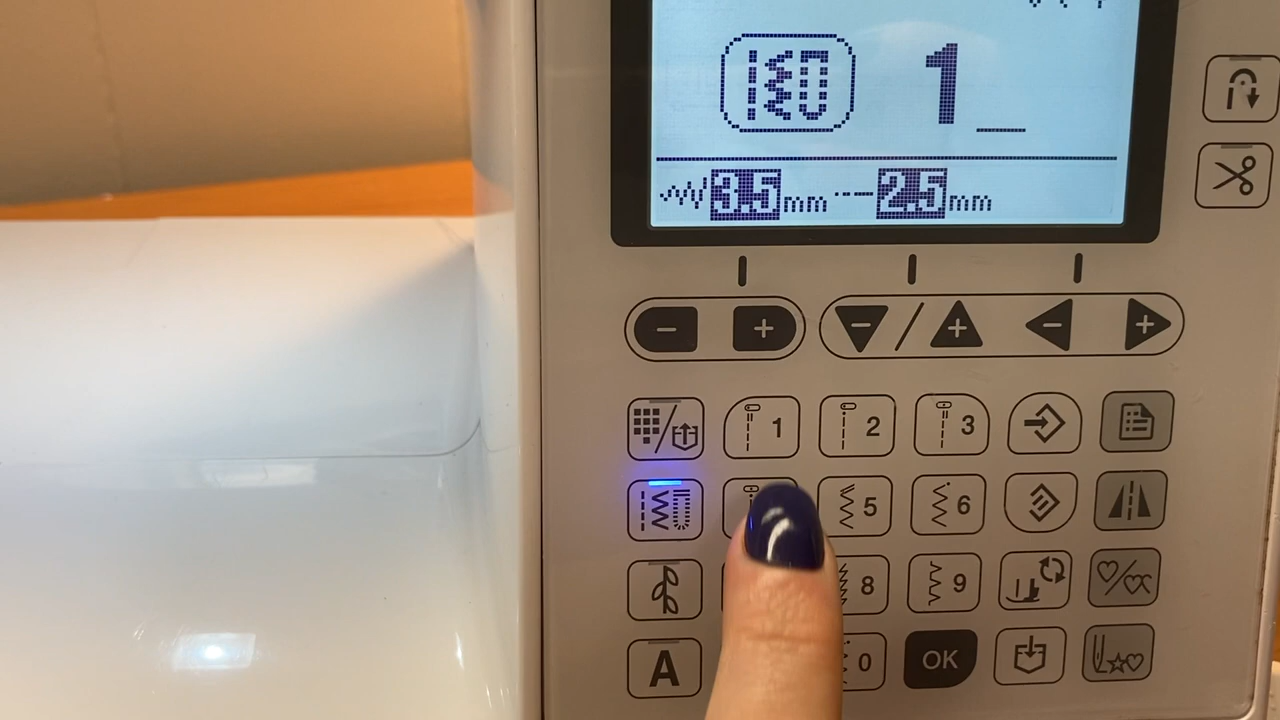 1_
3.5mm 2.5mm
- + - / + - +
1 2 3
5 6
8 9
A 0 OK